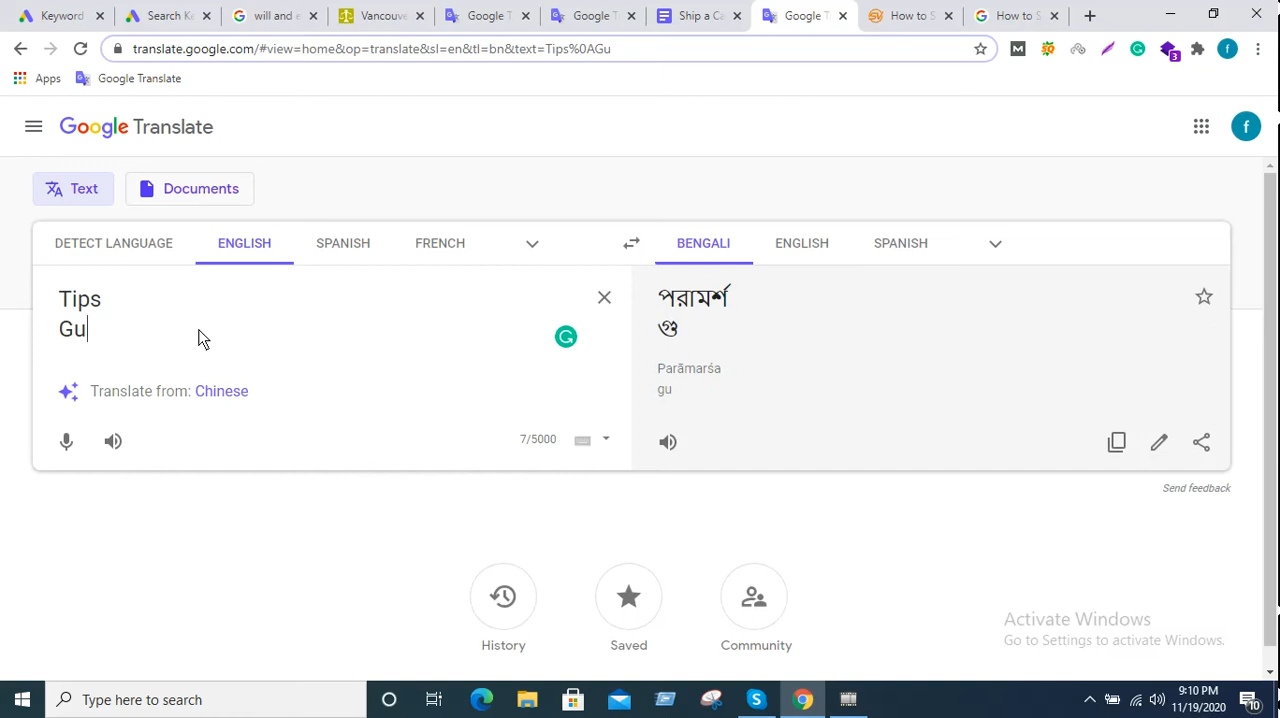 Keyword
Search Ke
will and e
Vancouve
Google T
Google T
Ship a G
Google T
How to S
How to S
translate.google.com/#view=home&op=translate&sl=en&tl=bn&text=Tips%0AGu
Apps Google Translate
Google Translate
Text Documents
DETECT LANGUAGE ENGLISH SPANISH FRENCH BENGALI ENGLISH SPANISH
Tips
Gu
Translate from: Chinese
7/5000
পরামর্শ
গু
Parāmarśa
gu
Send feedback
History Saved Community
Activate Windows
Go to Settings to activate Windows.
Type here to search
9:10 PM
11/19/2020
10